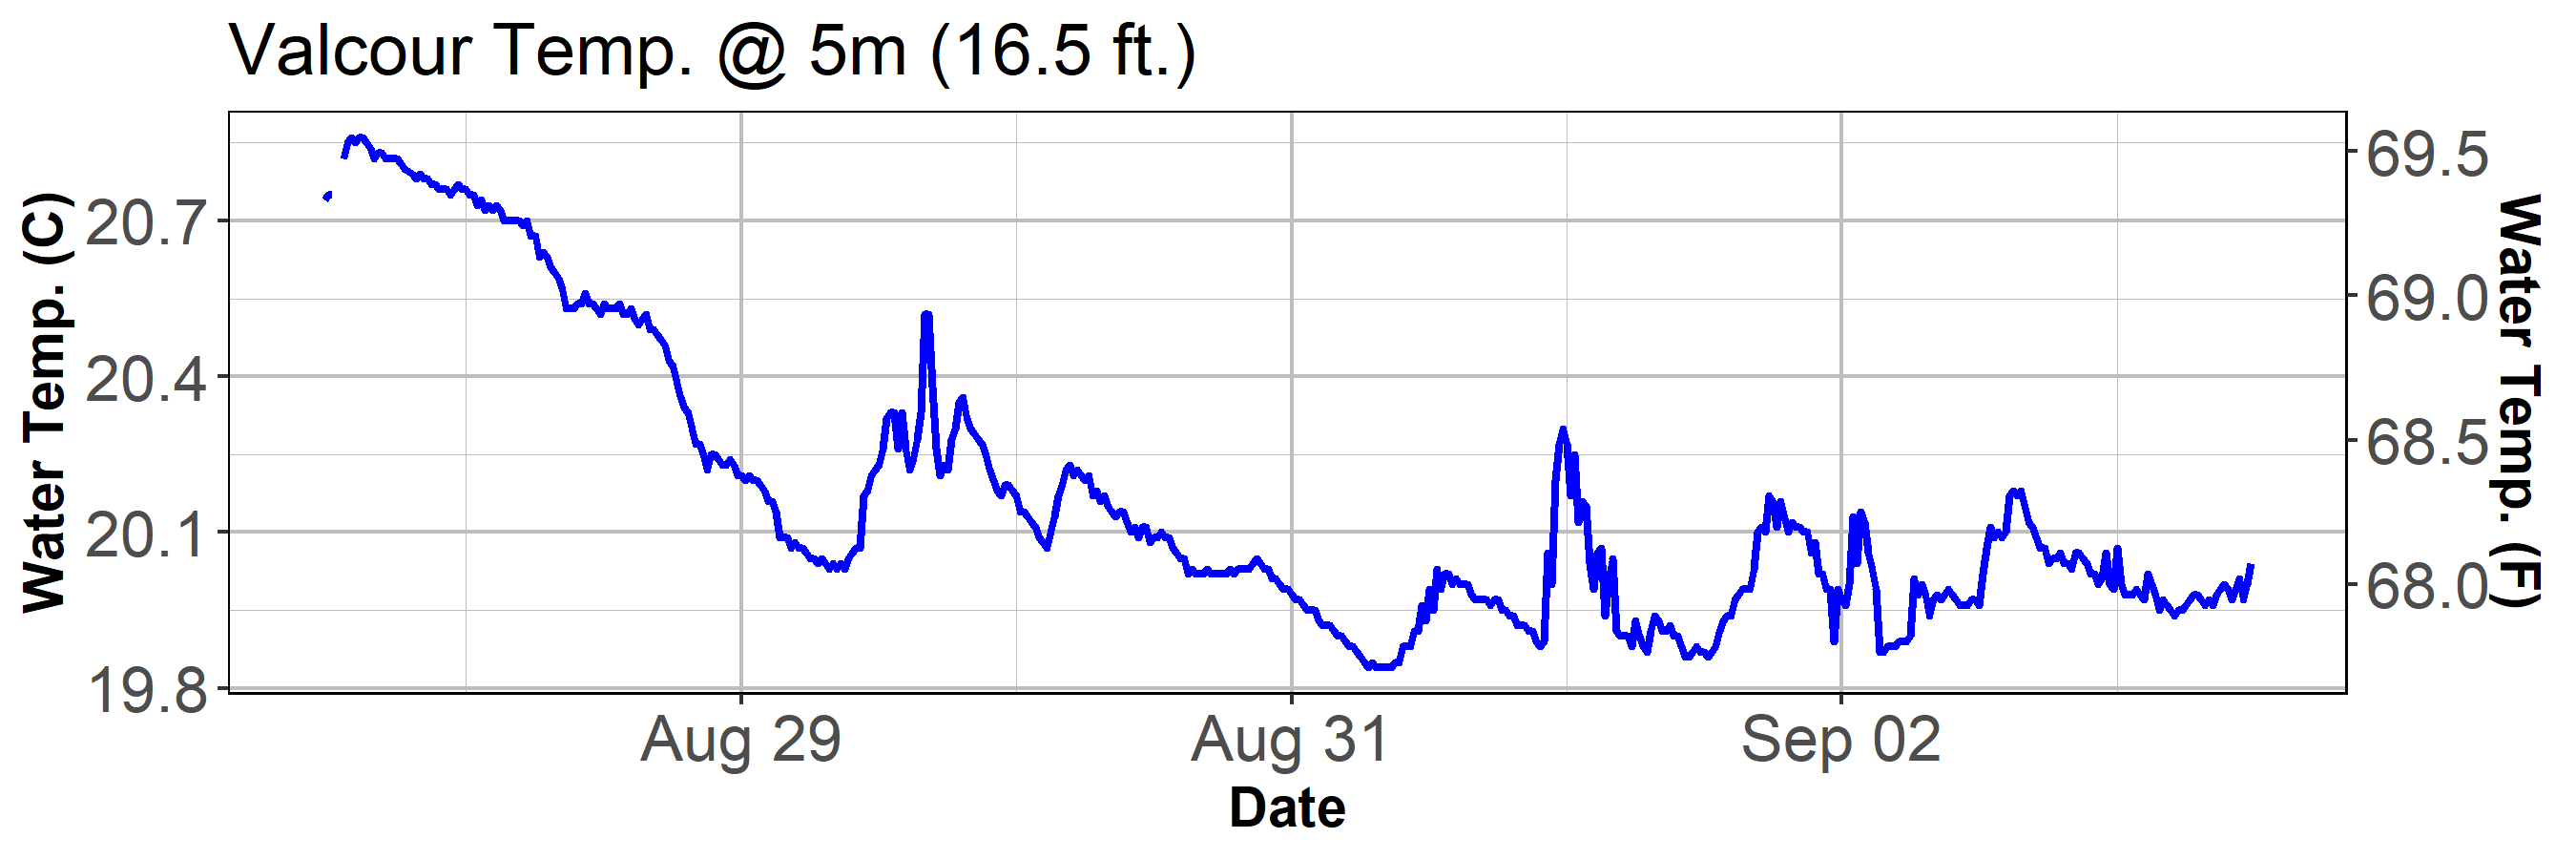 Valcour Temp. @ 5m (16.5 ft.)
Water Temp. (C)
20.7
20.4
20.1
19.8
69.5
69.0
68.5
68.0
Water Temp. (F)
Aug 29 Aug 31 Sep 02
Date